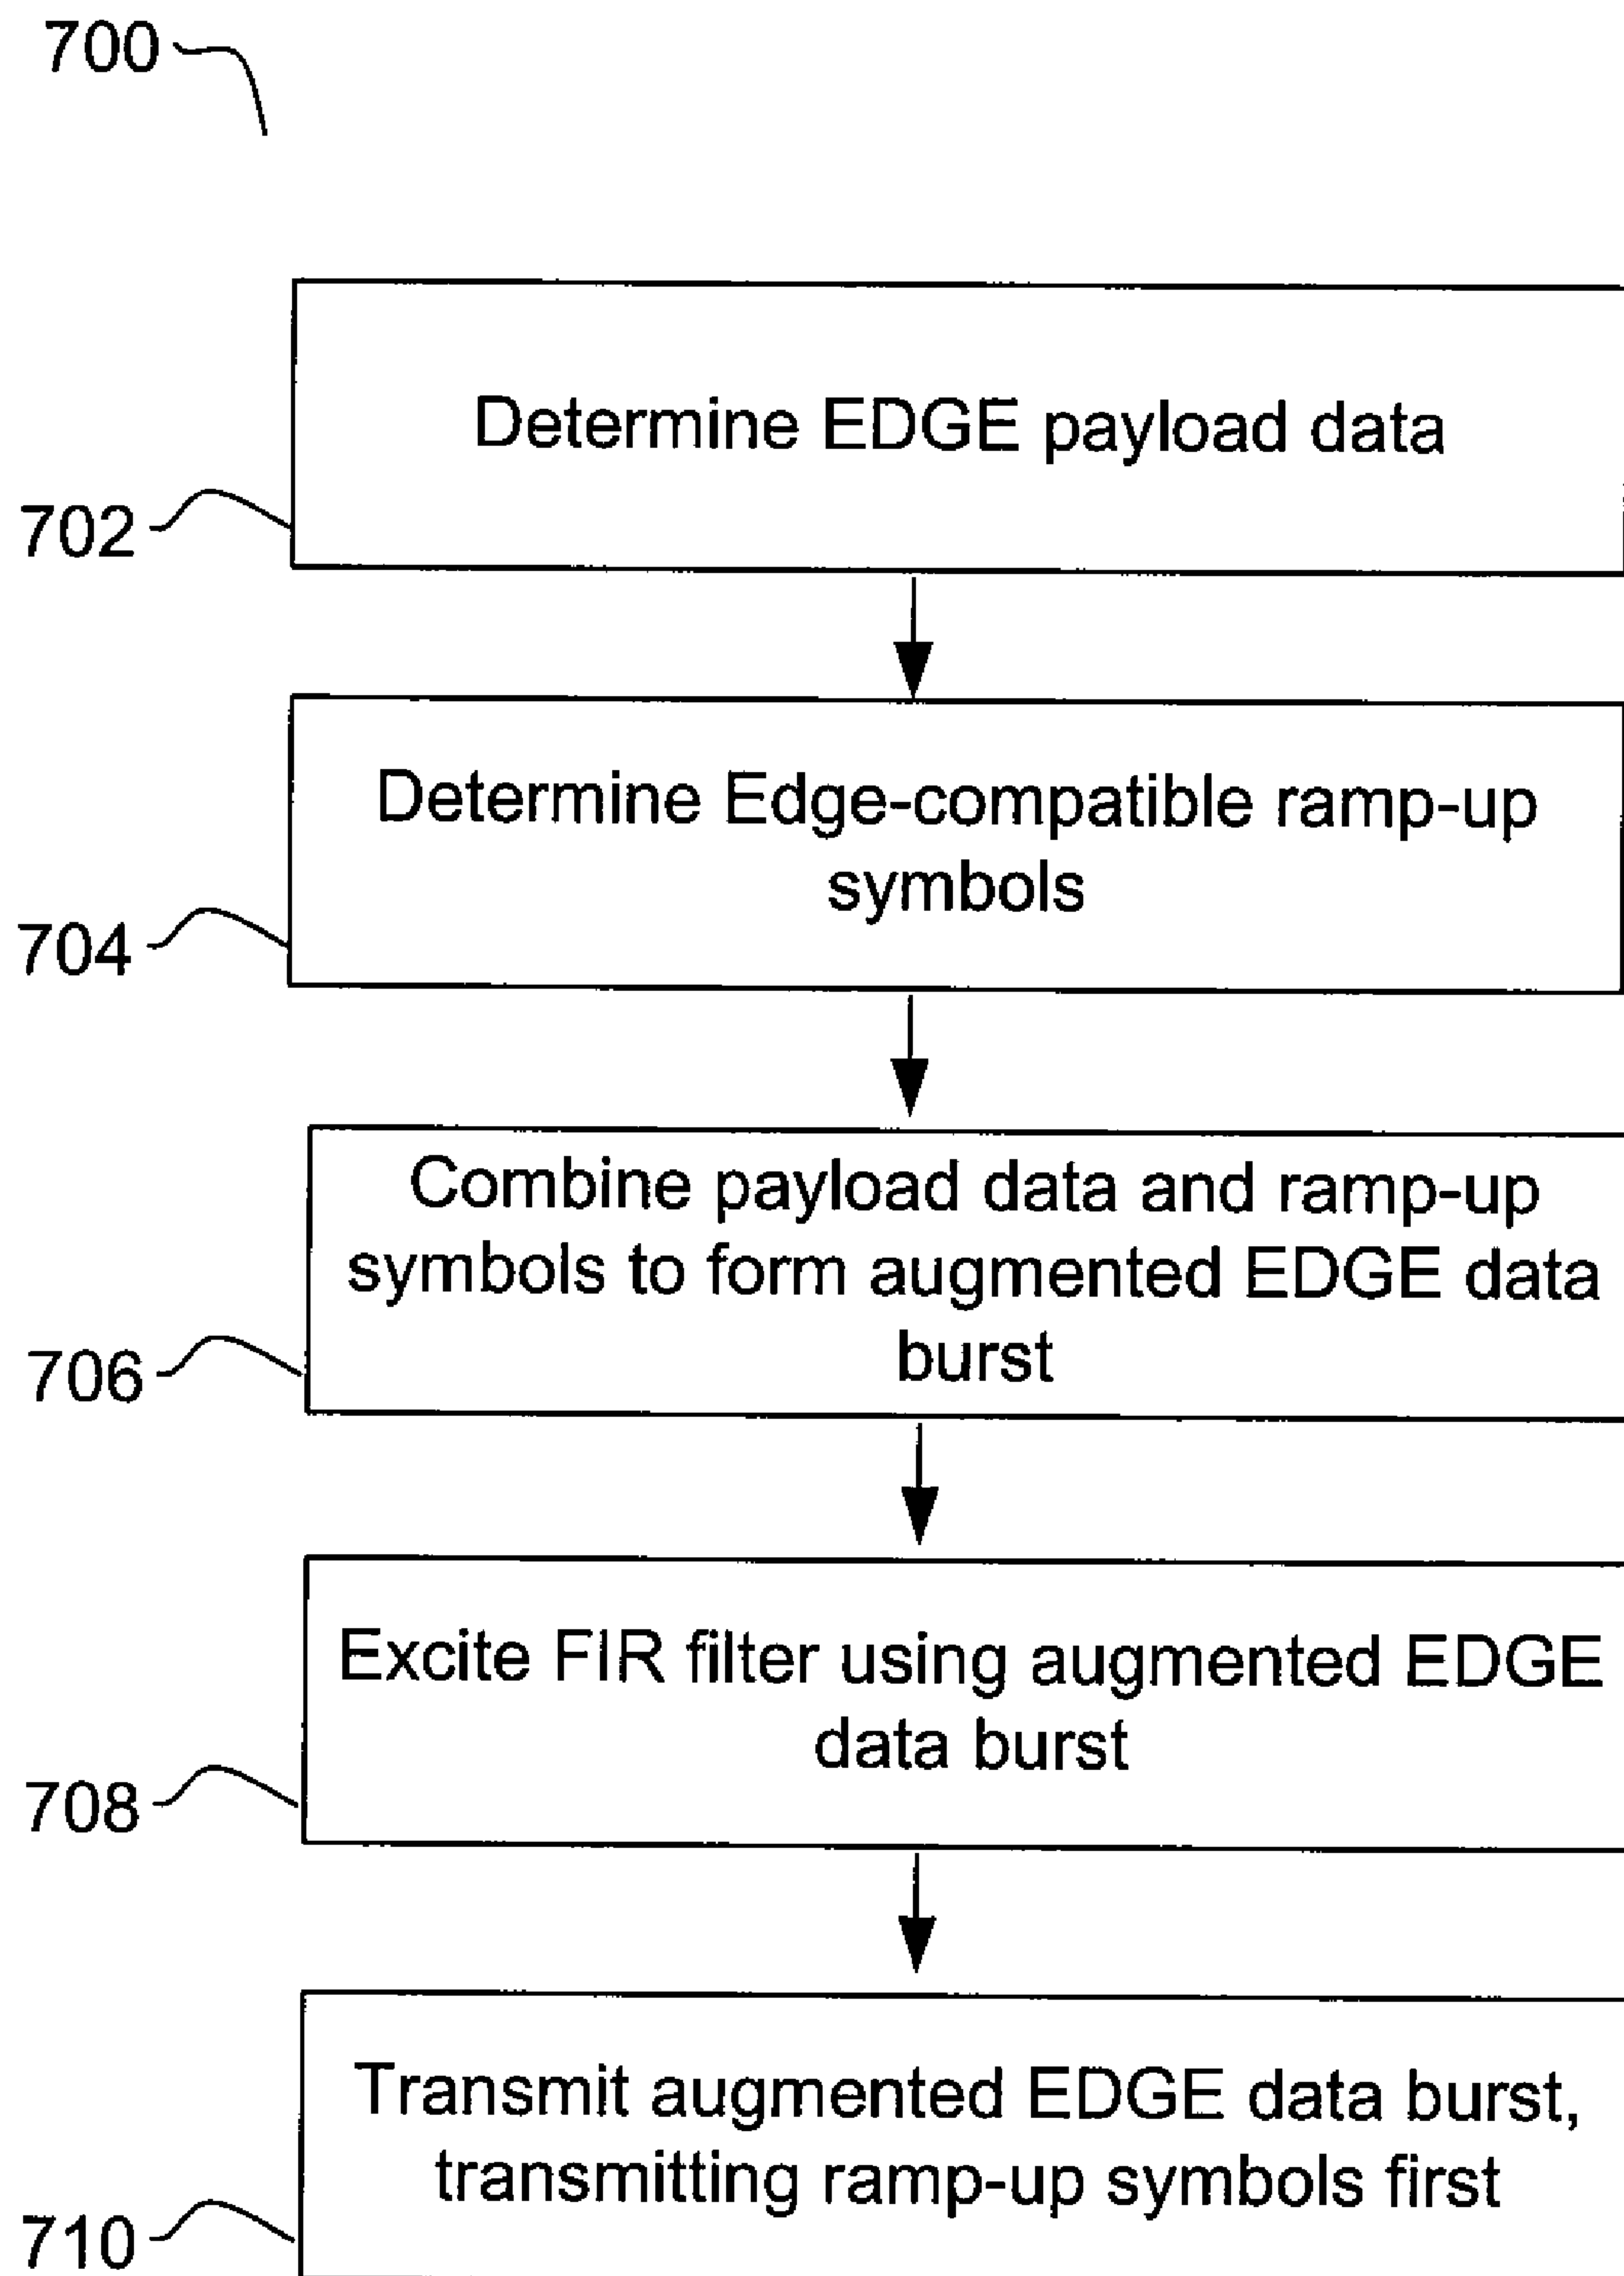 700
Determine EDGE payload data
702
Determine Edge-compatible ramp-up
symbols
704
Combine payload data and ramp-up
symbols to form augmented EDGE data
burst
706
Excite FIR filter using augmented EDGE
data burst
708
Transmit augmented EDGE data burst,
transmitting ramp-up symbols first
710